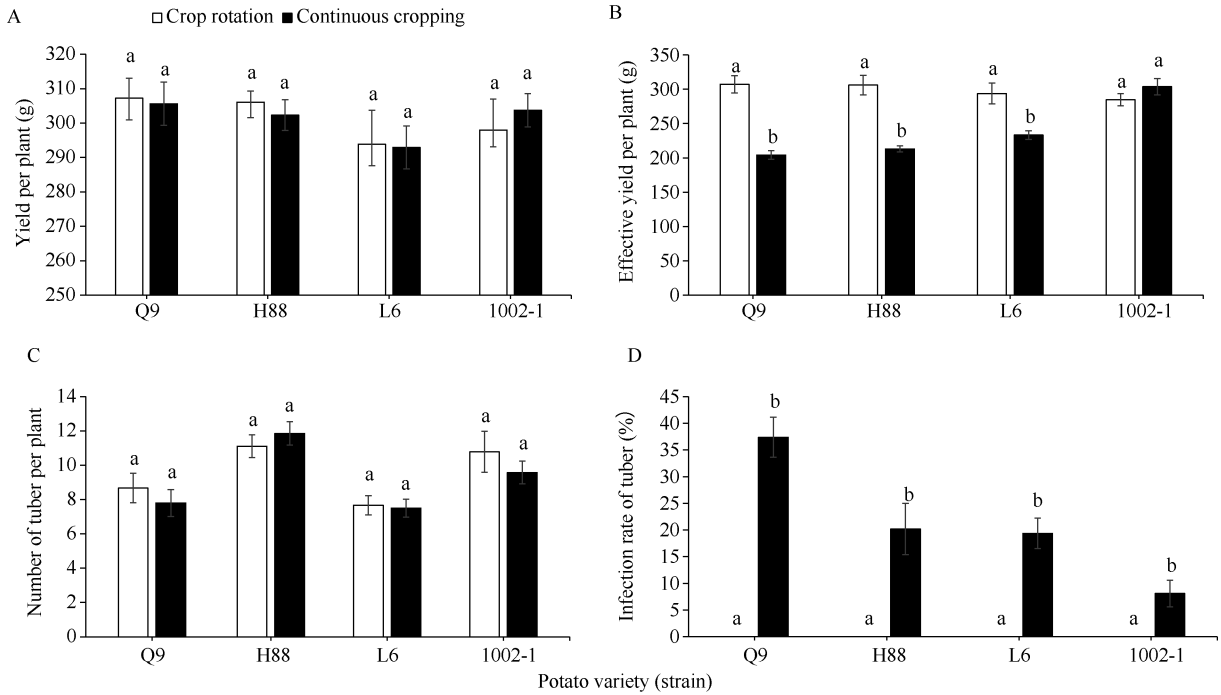 A
Crop rotation Continuous cropping
Yield per plant (g)
320
310
300
290
280
270
260
250
a a a a a a a a
Q9 H88 L6 1002-1
B
Effective yield per plant (g)
350
300
250
200
150
100
50
0
a b a b a b a a
Q9 H88 L6 1002-1
C
Number of tuber per plant
14
12
10
8
6
4
2
0
a a a a a a a a
Q9 H88 L6 1002-1
D
Infection rate of tuber (%)
45
40
35
30
25
20
15
10
5
0
a b a b a b a b
Q9 H88 L6 1002-1
Potato variety (strain)